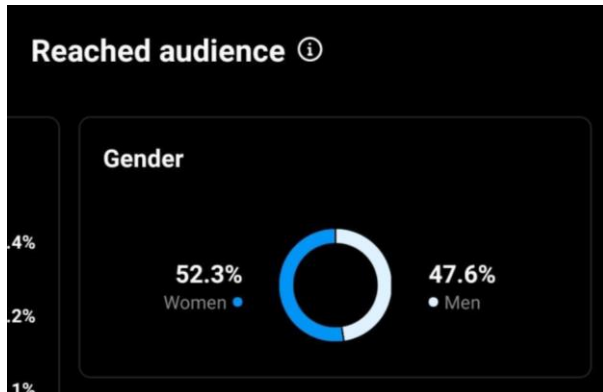 Reached audience
Gender
.4%
52.3%
47.6%
Women
Men
.2%
1%